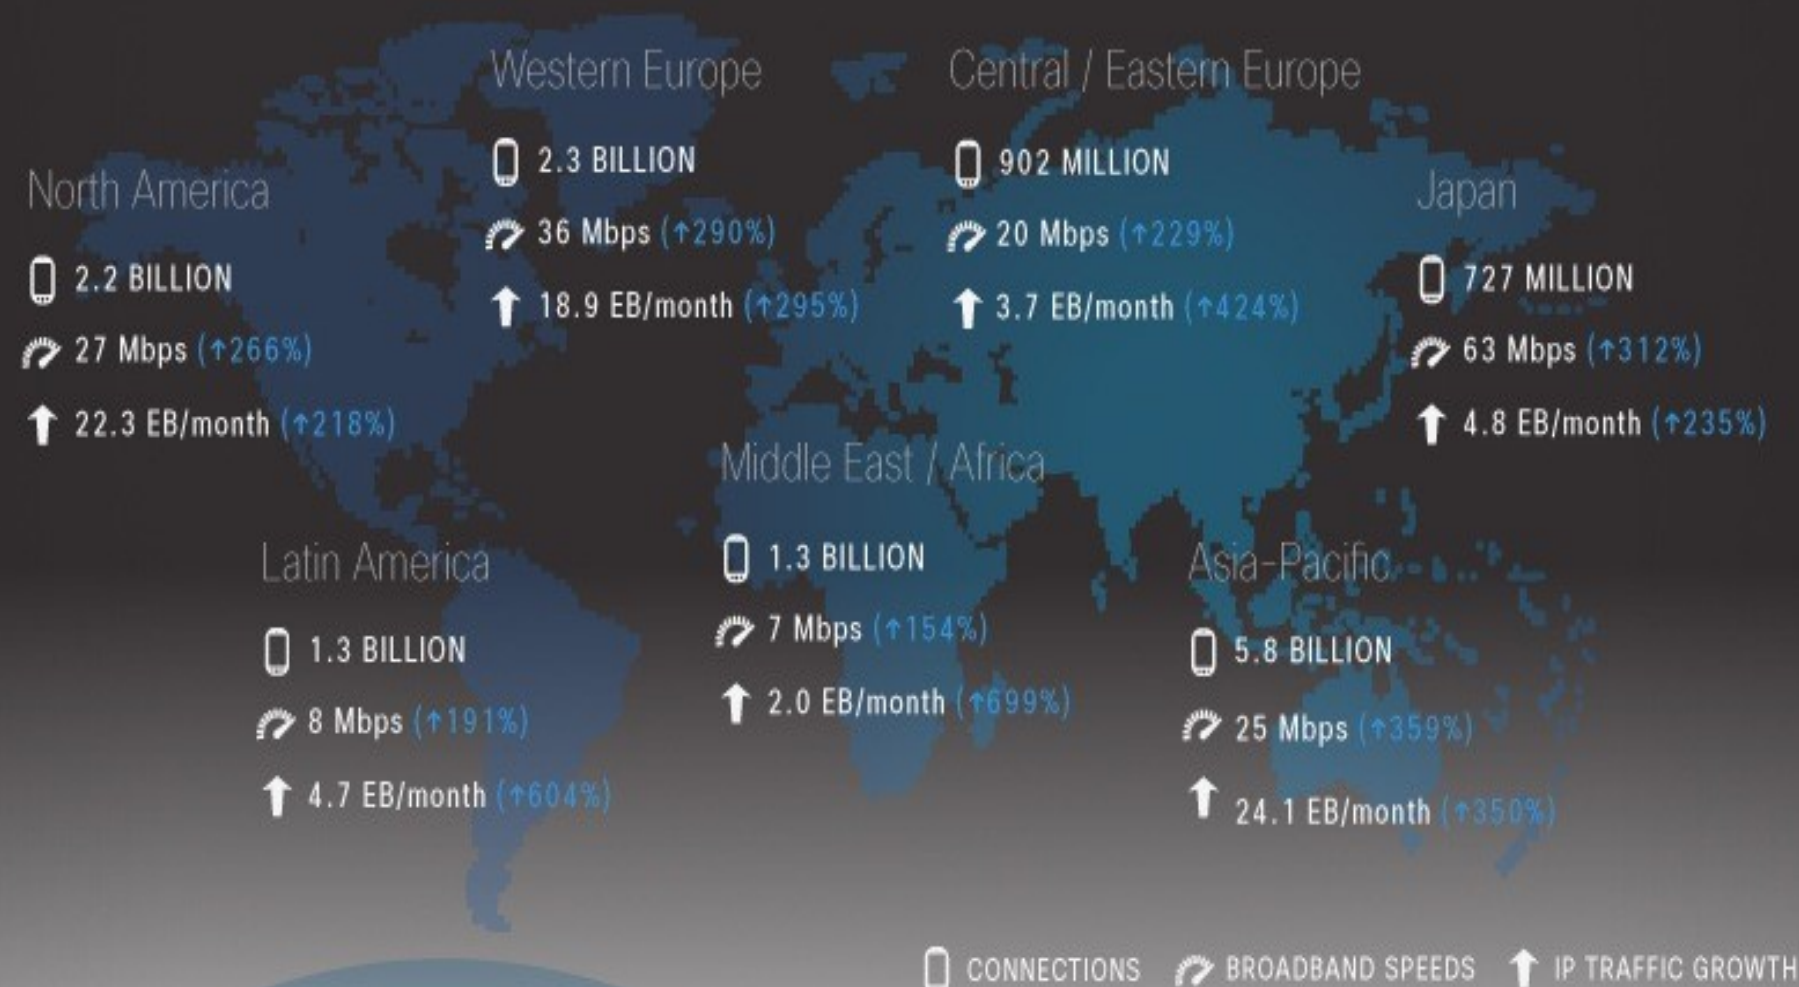 Western Europe
2.3 BILLION
36 Mbps (↑290%)
18.9 EB/month (↑295%)
Central / Eastern Europe
902 MILLION
20 Mbps (↑229%)
3.7 EB/month (↑424%)
North America
2.2 BILLION
27 Mbps (↑266%)
22.3 EB/month (↑218%)
Japan
727 MILLION
63 Mbps (↑312%)
4.8 EB/month (↑235%)
Middle East / Africa
1.3 BILLION
7 Mbps (↑154%)
2.0 EB/month (↑699%)
Latin America
1.3 BILLION
8 Mbps (↑191%)
4.7 EB/month (↑604%)
Asia-Pacific
5.8 BILLION
25 Mbps (↑359%)
24.1 EB/month (↑350%)
CONNECTIONS BROADBAND SPEEDS IP TRAFFIC GROWTH